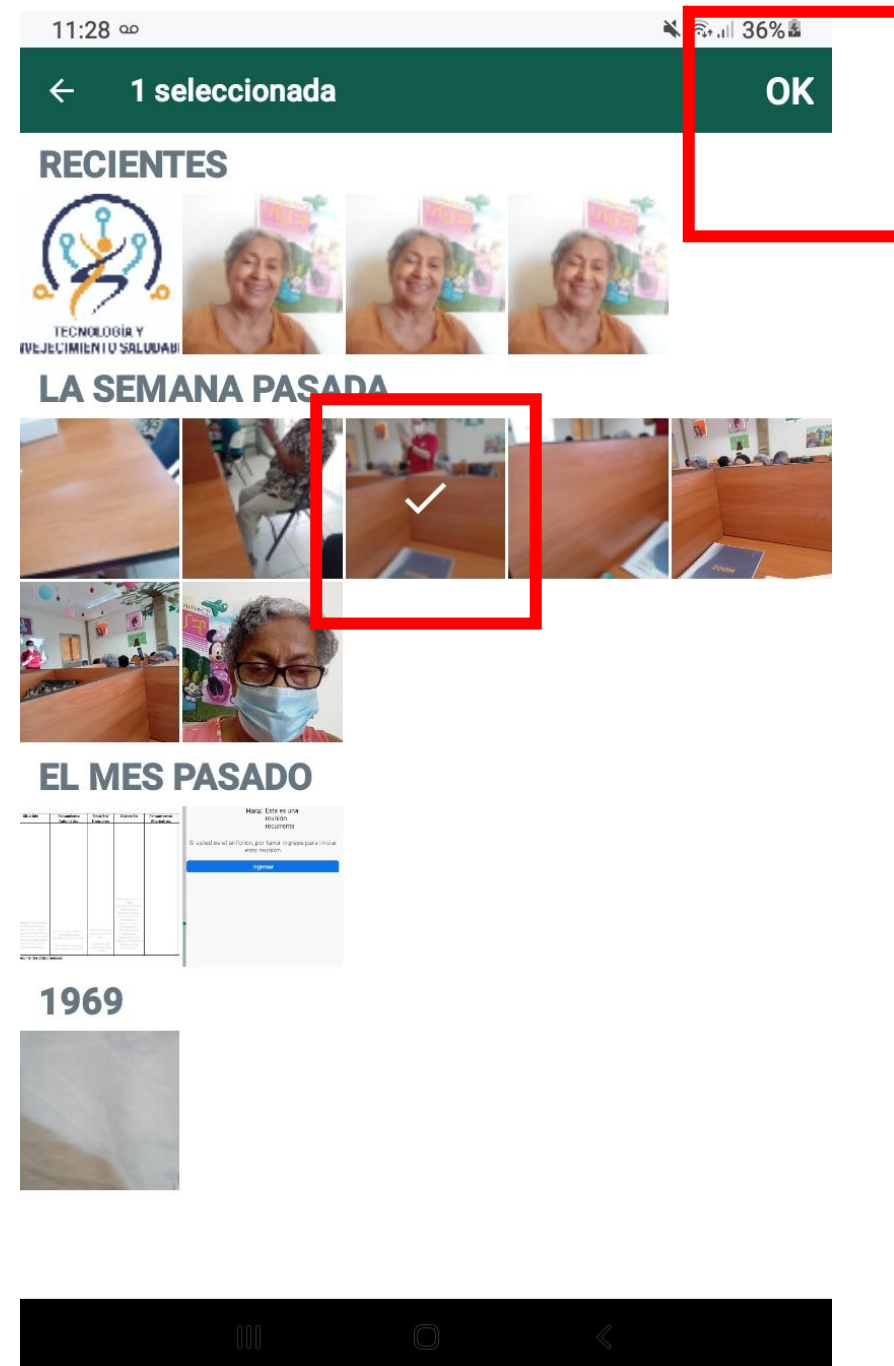 11:28
36%
1 seleccionada
OK
RECIENTES
TECNOLOGÍA Y
LA SEMANA PASADA
ZOOM
EL MES PASADO
Hora: Esta es una
reunión
recurrente
Si usted es el anfitrión, por favor ingrese para iniciar
esta reunión
Ingresar
1969